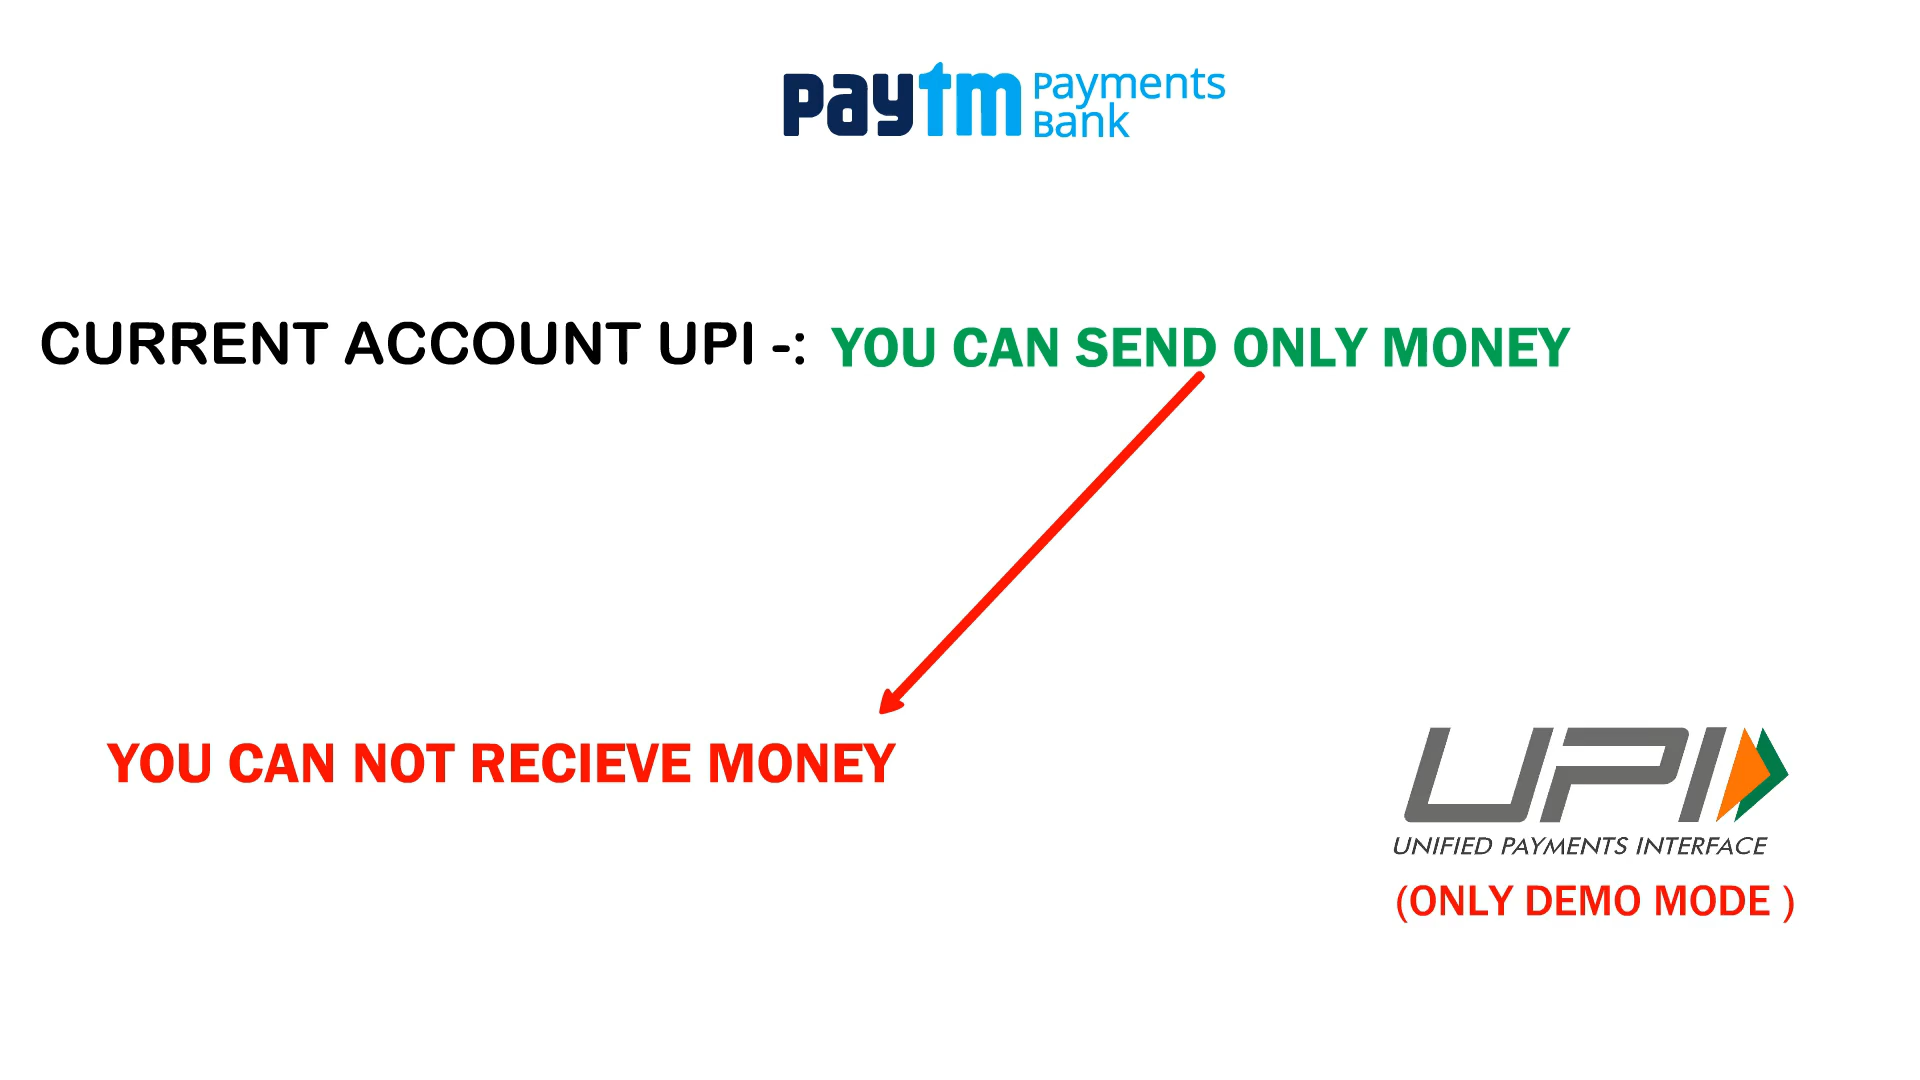 paytm Payments
Bank
CURRENT ACCOUNT UPI -: YOU CAN SEND ONLY MONEY
YOU CAN NOT RECIEVE MONEY
UPI
UNIFIED PAYMENTS INTERFACE
(ONLY DEMO MODE )